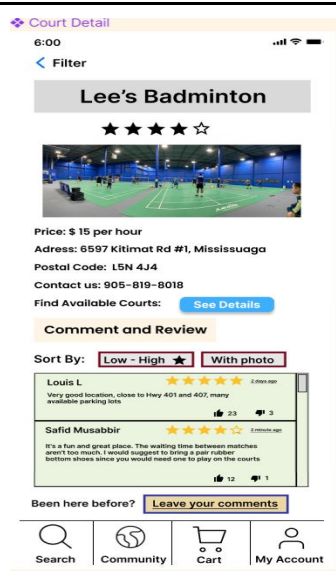 Court Detail
6:00
Filter
Lee's Badminton
Price: $ 15 per hour
Adress: 6597 Kitimat Rd #1, Mississuaga
Postal Code: L5N 4J4
Contact us: 905-819-8018
Find Available Courts: See Details
Comment and Review
Sort By: Low - High ★ With photo
Louis L 2 days ago
Very good location, close to Hwy 401 and 407, many
available parking lots
23 3
Safid Musabbir 2 minute ago
It's a fun and great place. The waiting time between matches
aren't too much. I would suggest to bring a pair rubber
bottom shoes since you would need one to play on the courts
12 1
Been here before? Leave your comments
Search Community Cart My Account